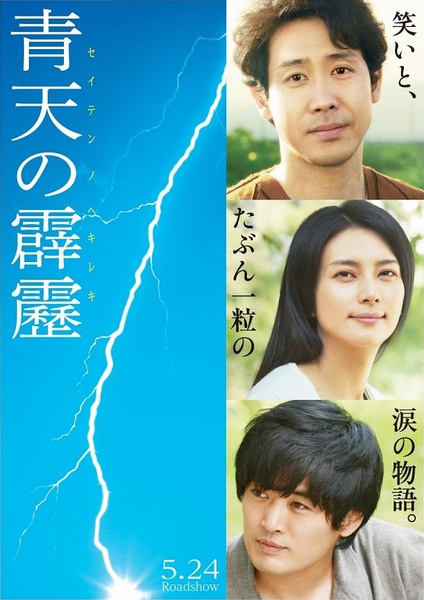 青天の霹靂
セイテンノヘキレキ
笑いと、
たぶん一粒の
涙の物語。
5.24
Roadshow